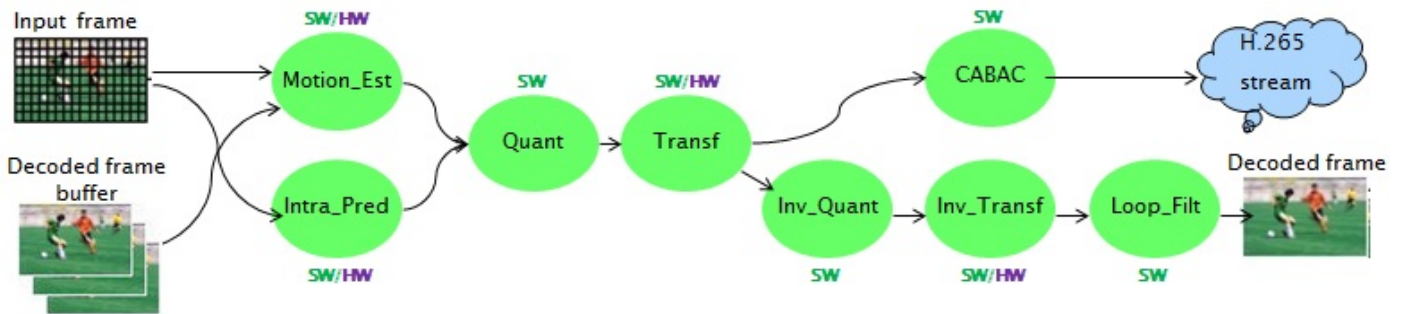 Input frame
SW/HW
Motion_Est
SW
Quant
SW/HW
Transf
SW
CABAC
H.265
stream
Decoded frame
buffer
Intra_Pred
SW/HW
Inv_Quant
SW
Inv_Transf
SW/HW
Loop_Filt
SW
Decoded frame